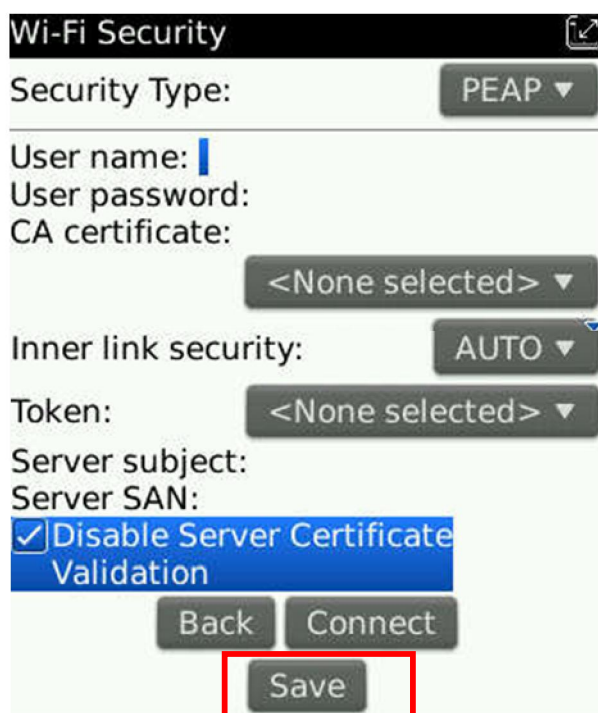 Wi-Fi Security
Security Type: PEAP
User name:
User password:
CA certificate:
<None selected>
Inner link security: AUTO
Token: <None selected>
Server subject:
Server SAN:
Disable Server Certificate
Validation
Back Connect
Save